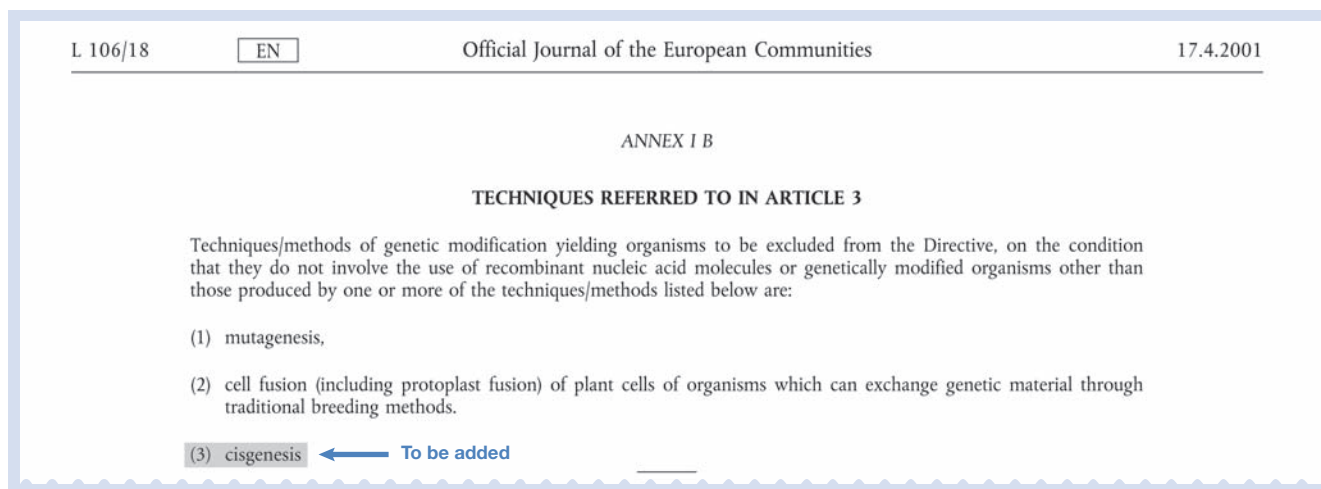 L 106/18 EN Official Journal of the European Communities 17.4.2001
ANNEX I B
TECHNIQUES REFERRED TO IN ARTICLE 3
Techniques/methods of genetic modification yielding organisms to be excluded from the Directive, on the condition
that they do not involve the use of recombinant nucleic acid molecules or genetically modified organisms other than
those produced by one or more of the techniques/methods listed below are:
(1) mutagenesis,
(2) cell fusion (including protoplast fusion) of plant cells of organisms which can exchange genetic material through
traditional breeding methods.
(3) cisgenesis To be added